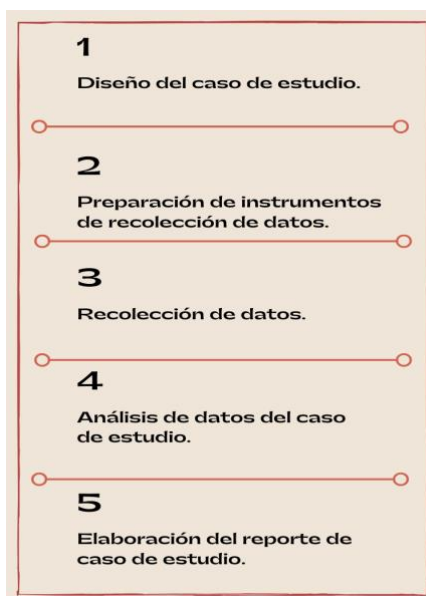 1
Diseño del caso de estudio.
2
Preparación de instrumentos
de recolección de datos.
3
Recolección de datos.
4
Análisis de datos del caso
de estudio.
5
Elaboración del reporte de
caso de estudio.